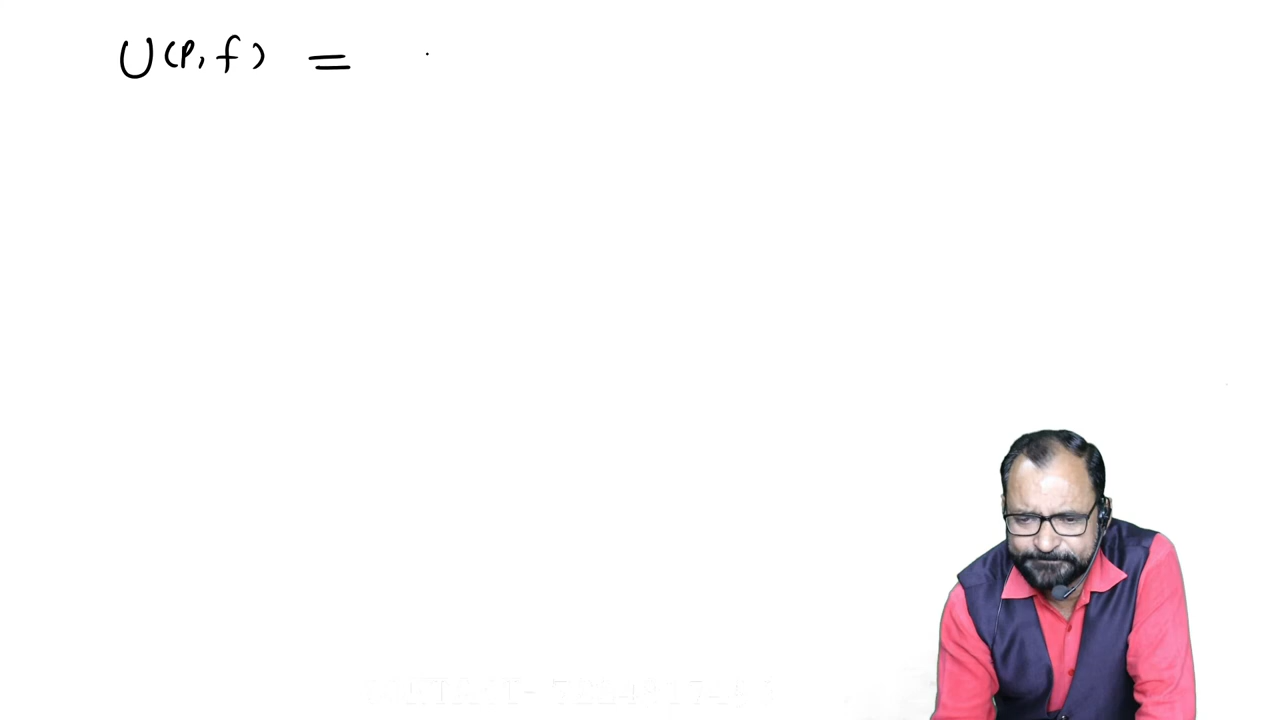 U(P, f) =